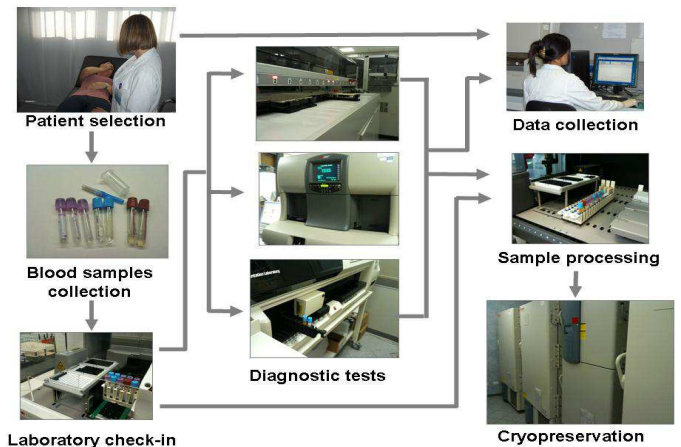 Patient selection
Blood samples
collection
Laboratory check-in
Diagnostic tests
Data collection
Sample processing
Cryopreservation